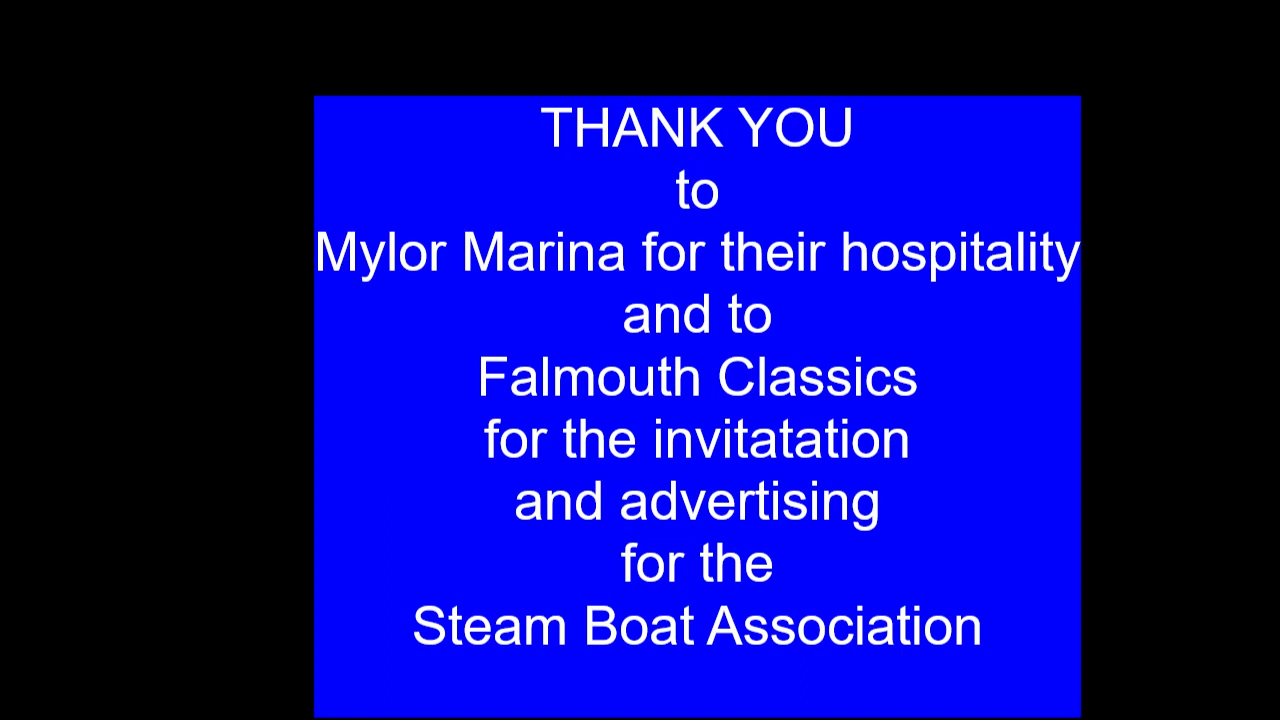 THANK YOU
to
Mylor Marina for their hospitality
and to
Falmouth Classics
for the invitatation
and advertising
for the
Steam Boat Association